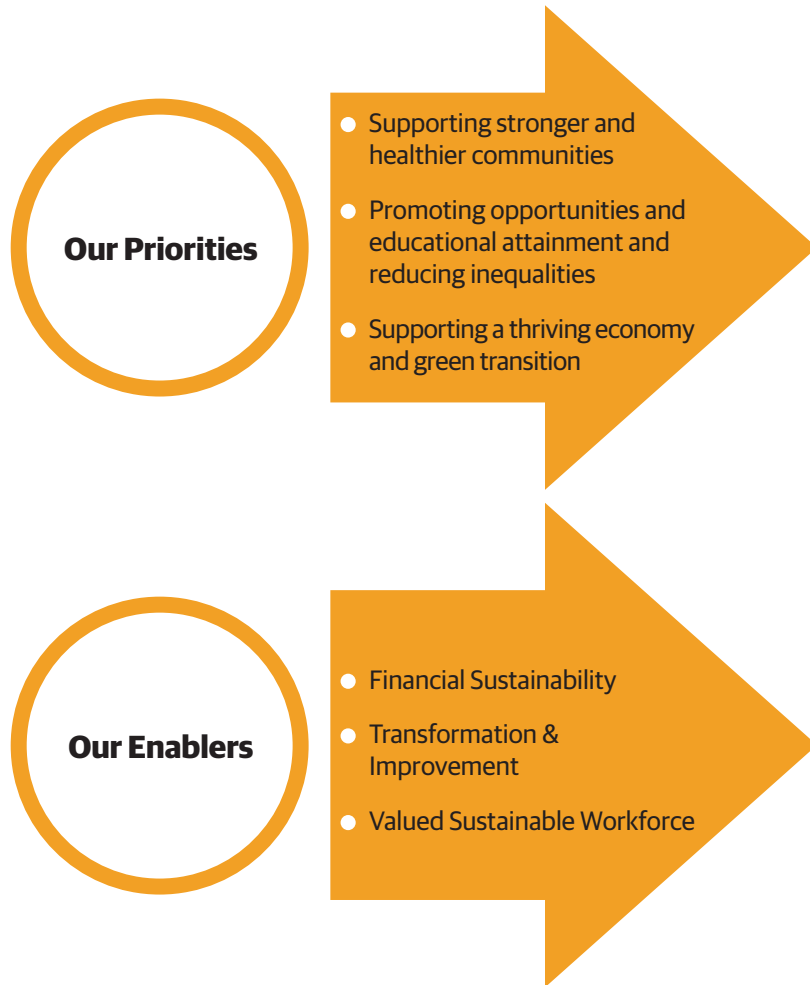 Our Priorities
Supporting stronger and
healthier communities
Promoting opportunities and
educational attainment and
reducing inequalities
Supporting a thriving economy
and green transition
Our Enablers
Financial Sustainability
Transformation &
Improvement
Valued Sustainable Workforce